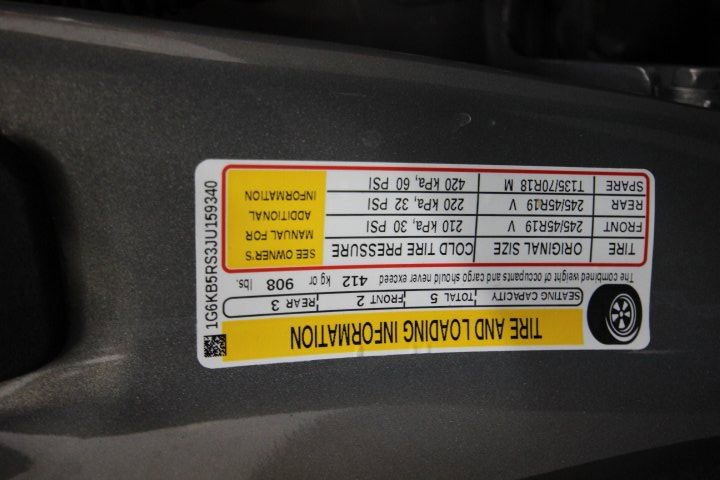 TIRE AND LOADING INFORMATION
SEATING CAPACITY TOTAL 5 FRONT 2 REAR 3
The combined weight of occupants and cargo should never exceed 412 kg or 908 lbs.
TIRE ORIGINAL SIZE COLD TIRE PRESSURE
FRONT 245/45R19 V 210 kPa, 30 PSI
REAR 245/45R19 V 220 kPa, 32 PSI
SPARE T135/70R18 M 420 kPa, 60 PSI
SEE OWNER'S
MANUAL FOR
ADDITIONAL
INFORMATION
1G6KB5RS3JU159340